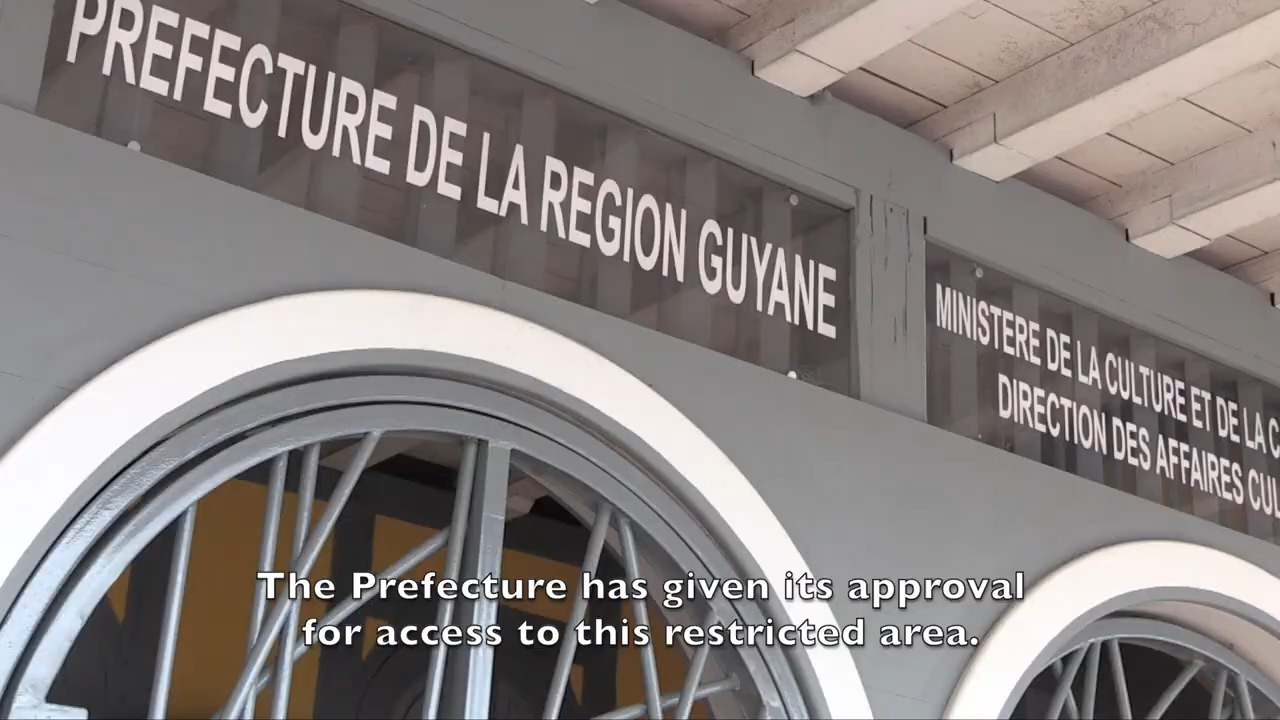 PREFECTURE DE LA REGION GUYANE
MINISTERE DE LA CULTURE ET DE LA
DIRECTION DES AFFAIRES
The Prefecture has given its approval
for access to this restricted area.